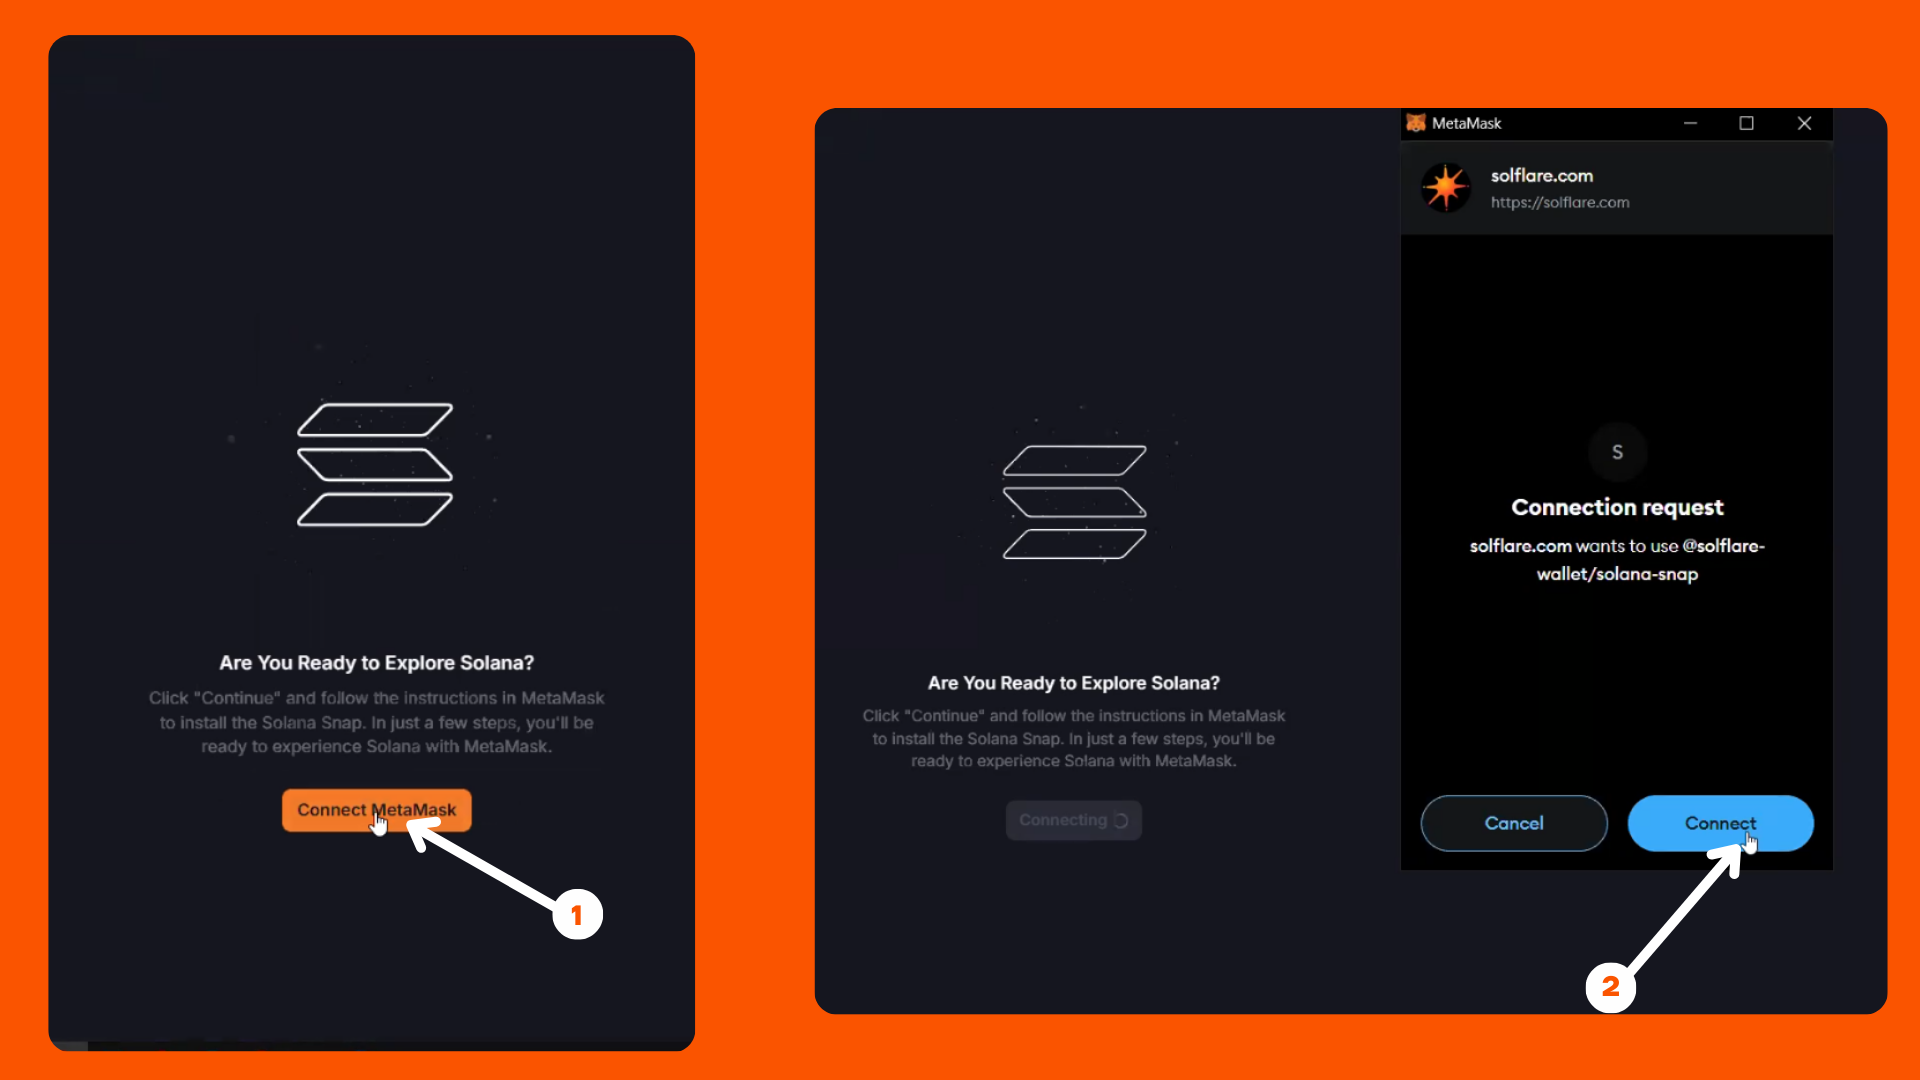 Are You Ready to Explore Solana?
Click "Continue" and follow the instructions in MetaMask
to install the Solana Snap. In just a few steps, you'll be
ready to experience Solana with MetaMask.
Connect MetaMask
1
Are You Ready to Explore Solana?
Click "Continue" and follow the instructions in MetaMask
to install the Solana Snap. In just a few steps, you'll be
ready to experience Solana with MetaMask.
Connecting
MetaMask
solflare.com
https://solflare.com
S
Connection request
solflare.com wants to use @solflare-
wallet/solana-snap
Cancel
Connect
2